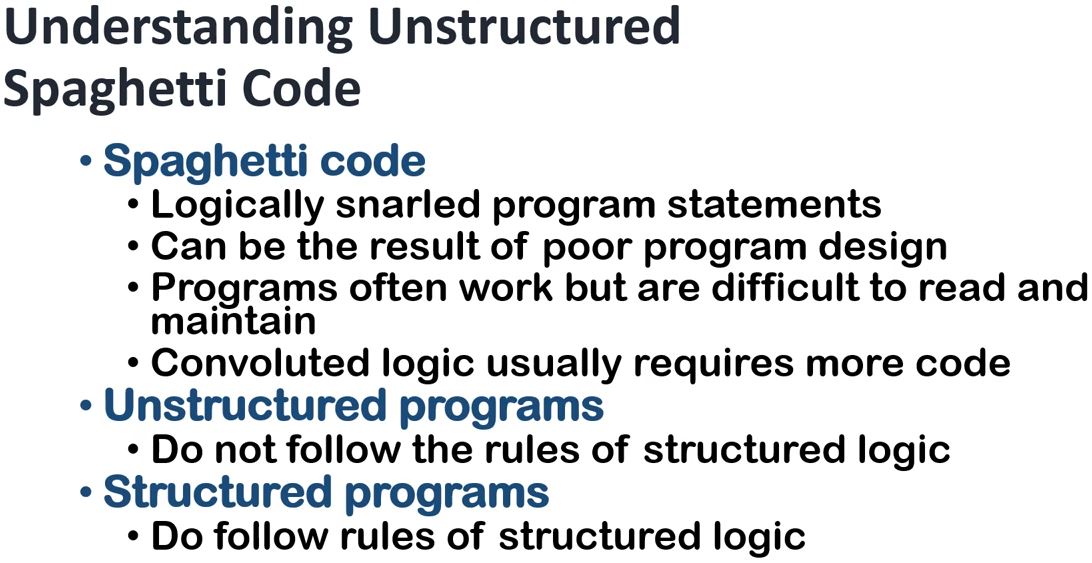 Understanding Unstructured
Spaghetti Code
• Spaghetti code
• Logically snarled program statements
• Can be the result of poor program design
• Programs often work but are difficult to read and
maintain
• Convoluted logic usually requires more code
• Unstructured programs
• Do not follow the rules of structured logic
• Structured programs
• Do follow rules of structured logic